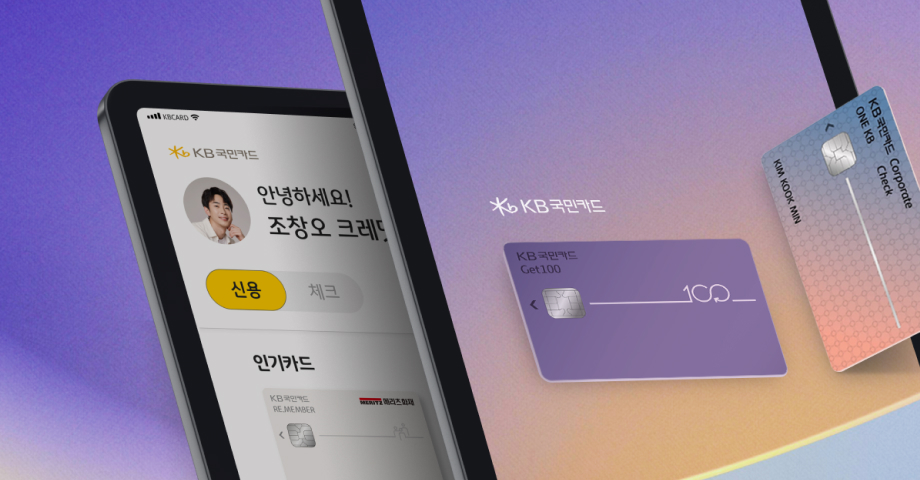 KBCARD
KB국민카드
안녕하세요!
조창오 크레
신용
체크
인기카드
KB국민카드
RE.MEMBER
MERITZ 메리츠화재
KB국민카드
KB국민카드
Get100
100
KB국민카드
ONE KB
Corporate
Check
KIM KOOK MIN